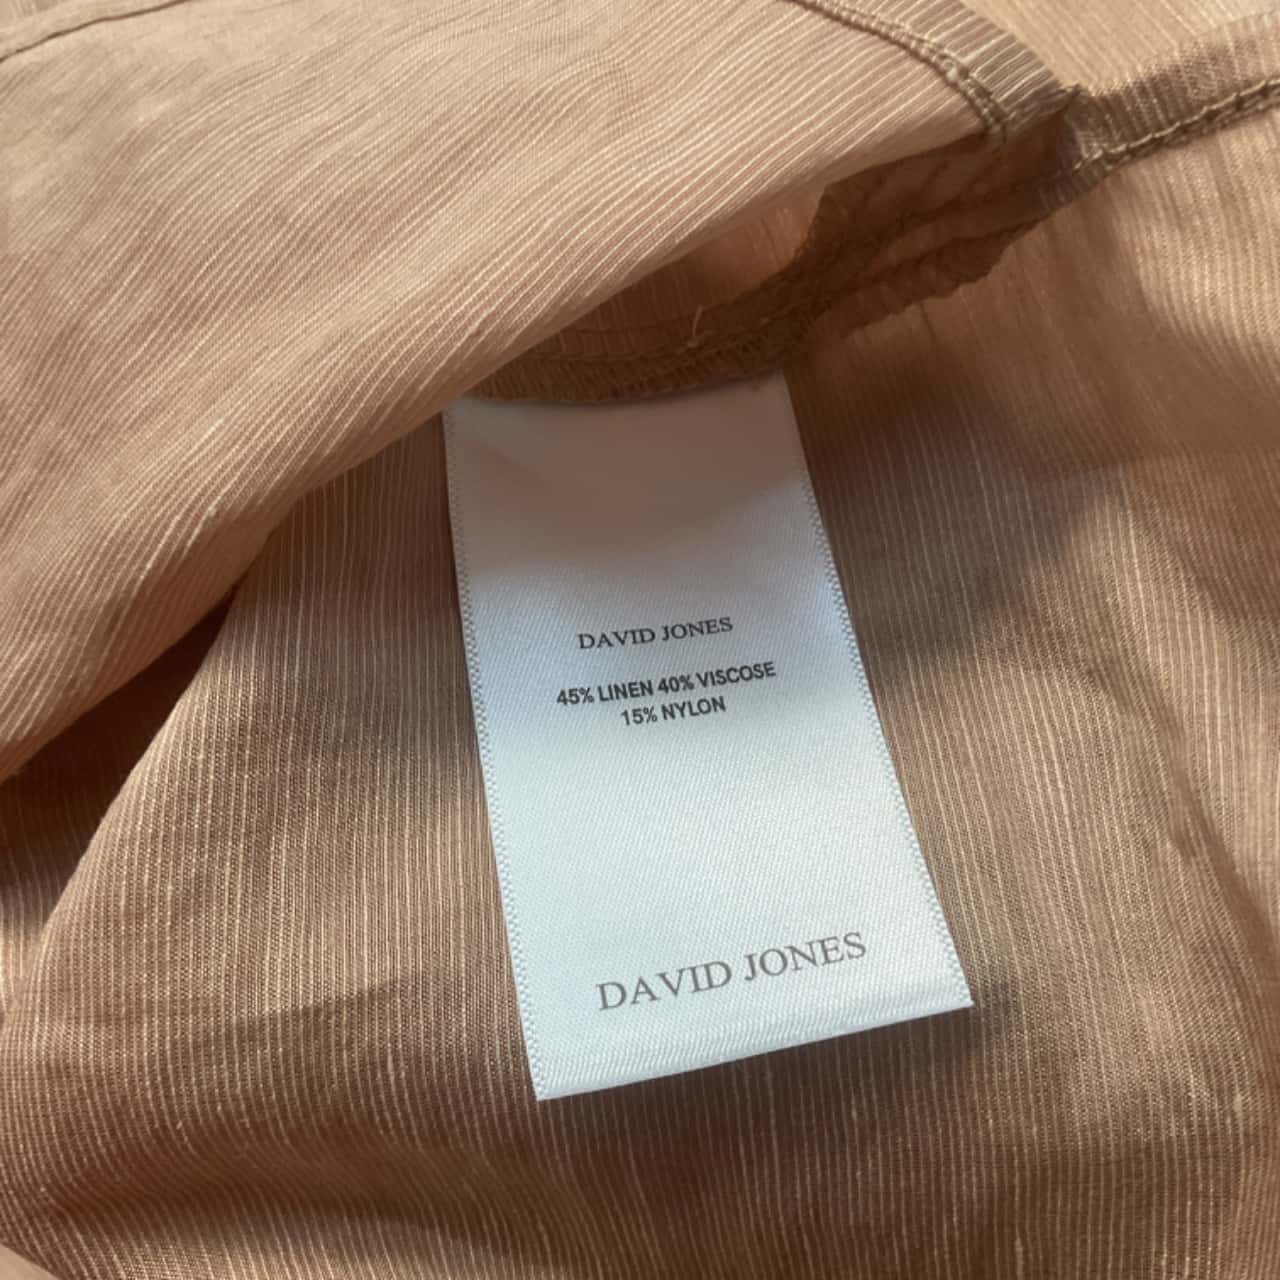 DAVID JONES
45% LINEN 40% VISCOSE
15% NYLON
DAVID JONES